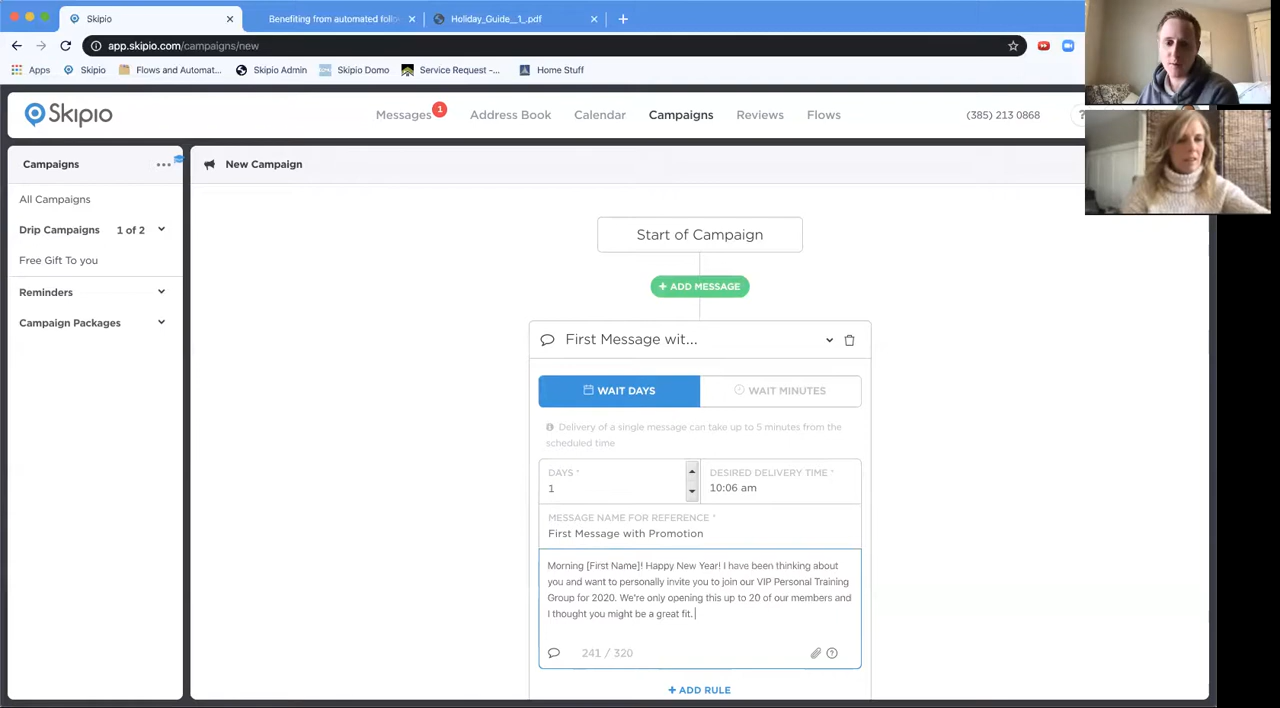 Skipio
Benefiting from automated follo
Holiday_Guide__1_.pdf
app.skipio.com/campaigns/new
Apps
Skipio
Flows and Automat...
Skipio Admin
Skipio Domo
Service Request -...
Home Stuff
Skipio
Messages 1
Address Book
Calendar
Campaigns
Reviews
Flows
(385) 213 0868
?
Campaigns
All Campaigns
Drip Campaigns 1 of 2
Free Gift To you
Reminders
Campaign Packages
New Campaign
Start of Campaign
+ ADD MESSAGE
First Message wit...
WAIT DAYS
WAIT MINUTES
Delivery of a single message can take up to 5 minutes from the
scheduled time
DAYS *
1
DESIRED DELIVERY TIME *
10:06 am
MESSAGE NAME FOR REFERENCE *
First Message with Promotion
Morning [First Name]! Happy New Year! I have been thinking about
you and want to personally invite you to join our VIP Personal Training
Group for 2020. We're only opening this up to 20 of our members and
I thought you might be a great fit.
241 / 320
+ ADD RULE